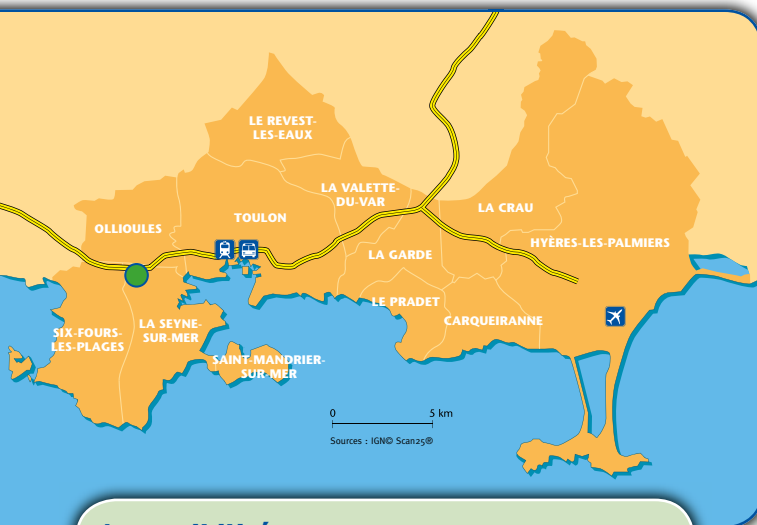 LE REVEST-
LES-EAUX
LA VALETTE-
DU-VAR
LA CRAU
TOULON
OLLIOULES
HYÈRES-LES-PALMIERS
LA GARDE
LE PRADET
CARQUEIRANNE
SIX-FOURS-
LES-PLAGES
LA SEYNE-
SUR-MER
SAINT-MANDRIER-
SUR-MER
0 5 km
Sources : IGN© Scan25®